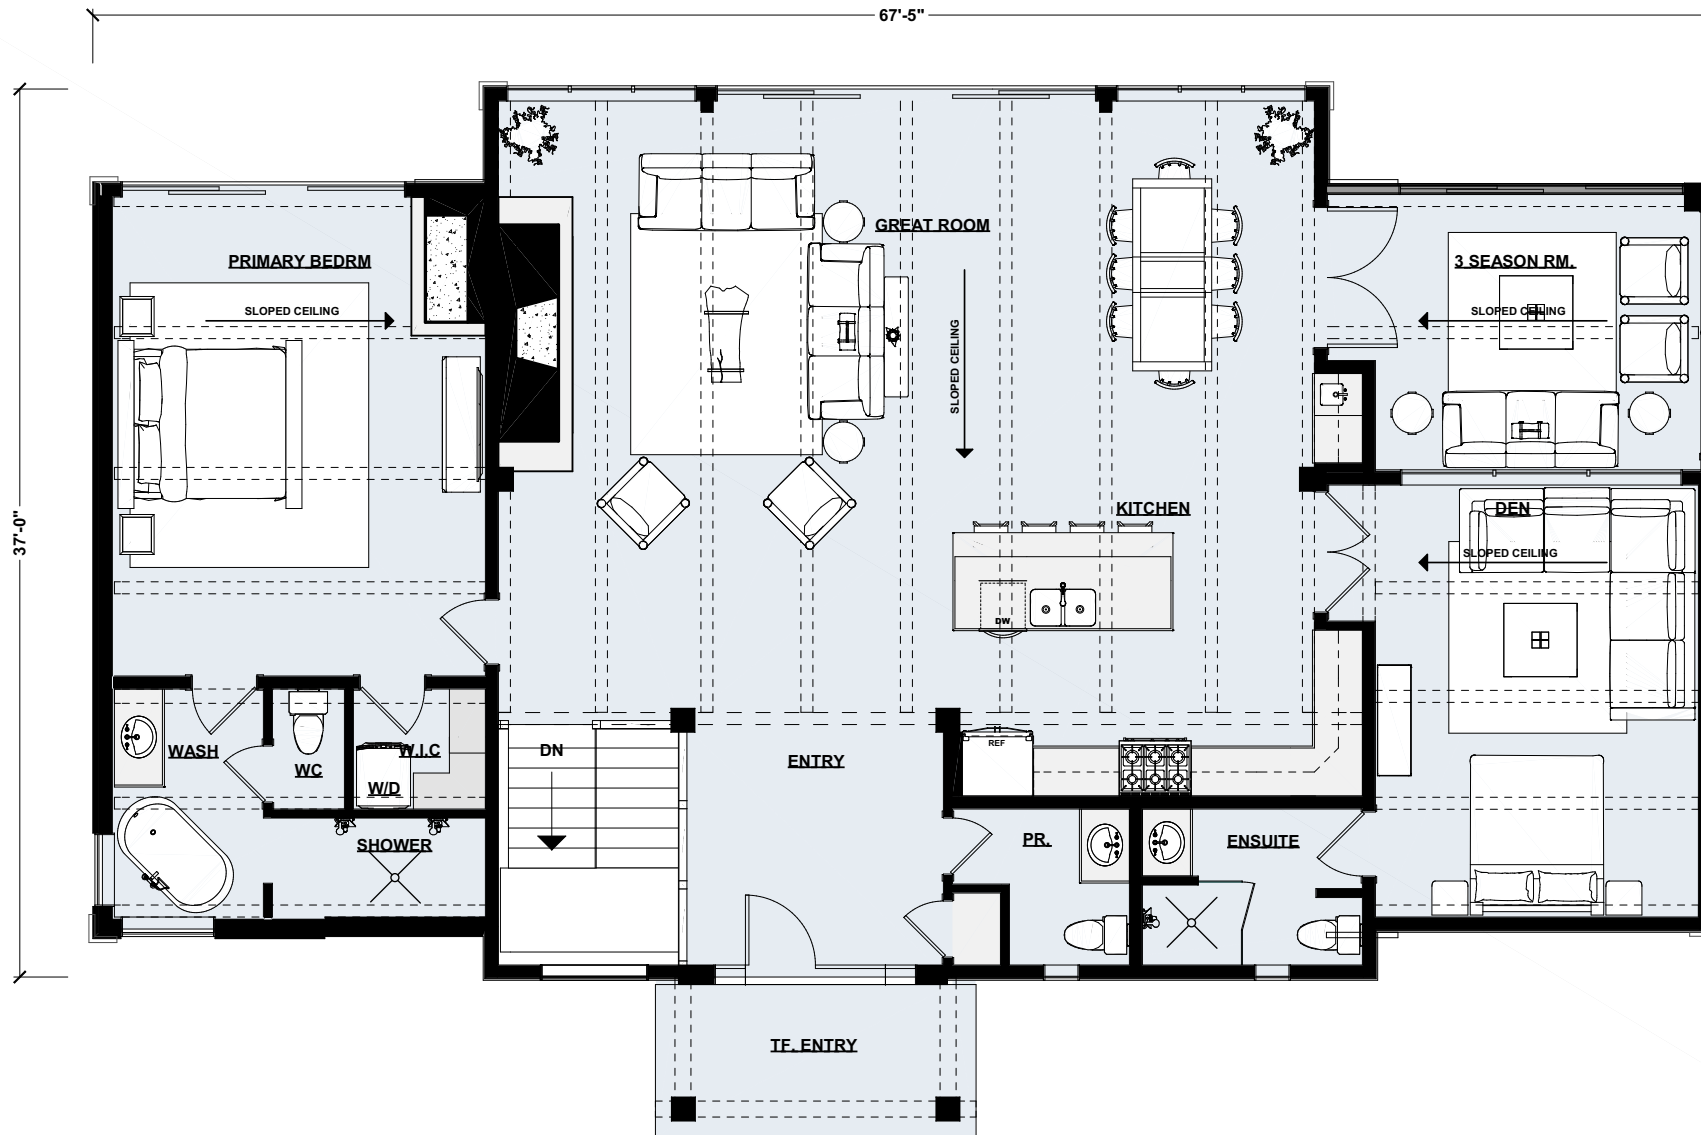 67'-5"
37'-0"
GREAT ROOM
PRIMARY BEDRM
3 SEASON RM.
SLOPED CEILING
SLOPED CEILING
SLOPED CEILING
KITCHEN
DEN
SLOPED CEILING
DW
REF
WASH
W.I.C
DN
ENTRY
WC
W/D
SHOWER
PR.
ENSUITE
TF. ENTRY